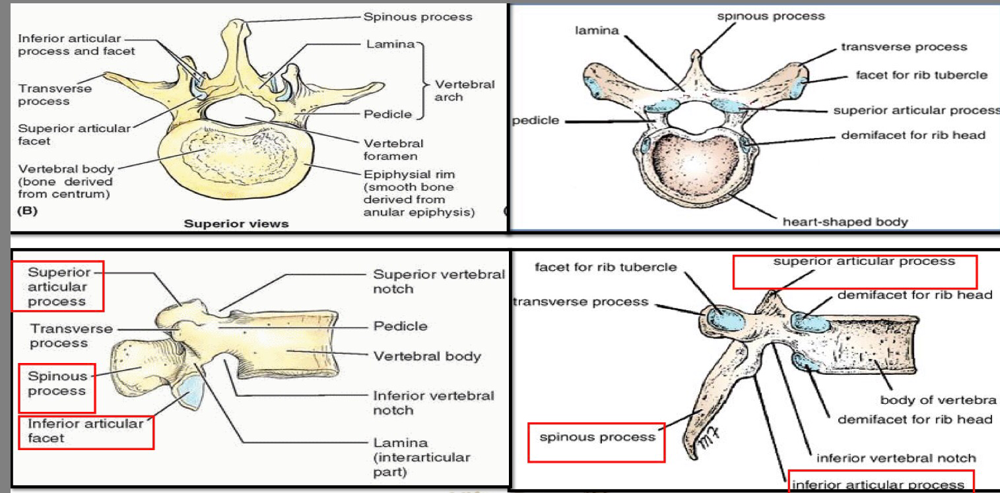 Spinous process
Inferior articular
process and facet
Lamina
Transverse
process
Vertebral
arch
Superior articular
facet
Pedicle
Vertebral
foramen
Vertebral body
(bone derived
from centrum)
Epiphysial rim
(smooth bone
derived from
anular epiphysis)
(B)
Superior views
spinous process
lamina
transverse process
facet for rib tubercle
superior articular process
pedicle
demifacet for rib head
heart-shaped body
Superior
articular
process
Superior vertebral
notch
Transverse
process
Pedicle
Vertebral body
Spinous
process
Inferior vertebral
notch
Inferior articular
facet
Lamina
(interarticular
part)
superior articular process
facet for rib tubercle
demifacet for rib head
transverse process
body of vertebra
demifacet for rib head
spinous process
inferior vertebral notch
inferior articular process